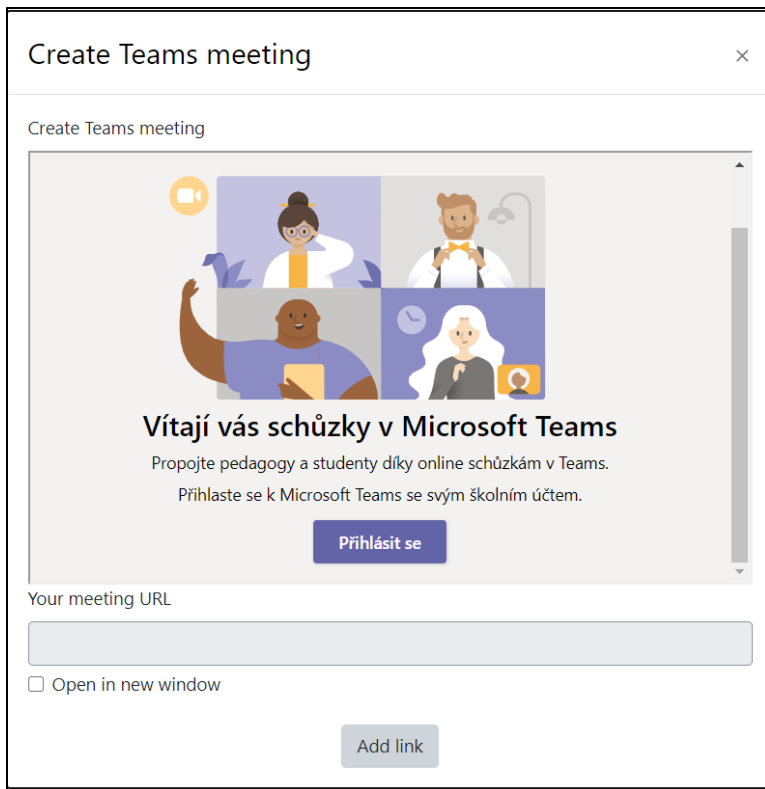 Create Teams meeting
Create Teams meeting
Vítají vás schůzky v Microsoft Teams
Propojte pedagogy a studenty díky online schůzkám v Teams.
Přihlaste se k Microsoft Teams se svým školním účtem.
Přihlásit se
Your meeting URL
Open in new window
Add link